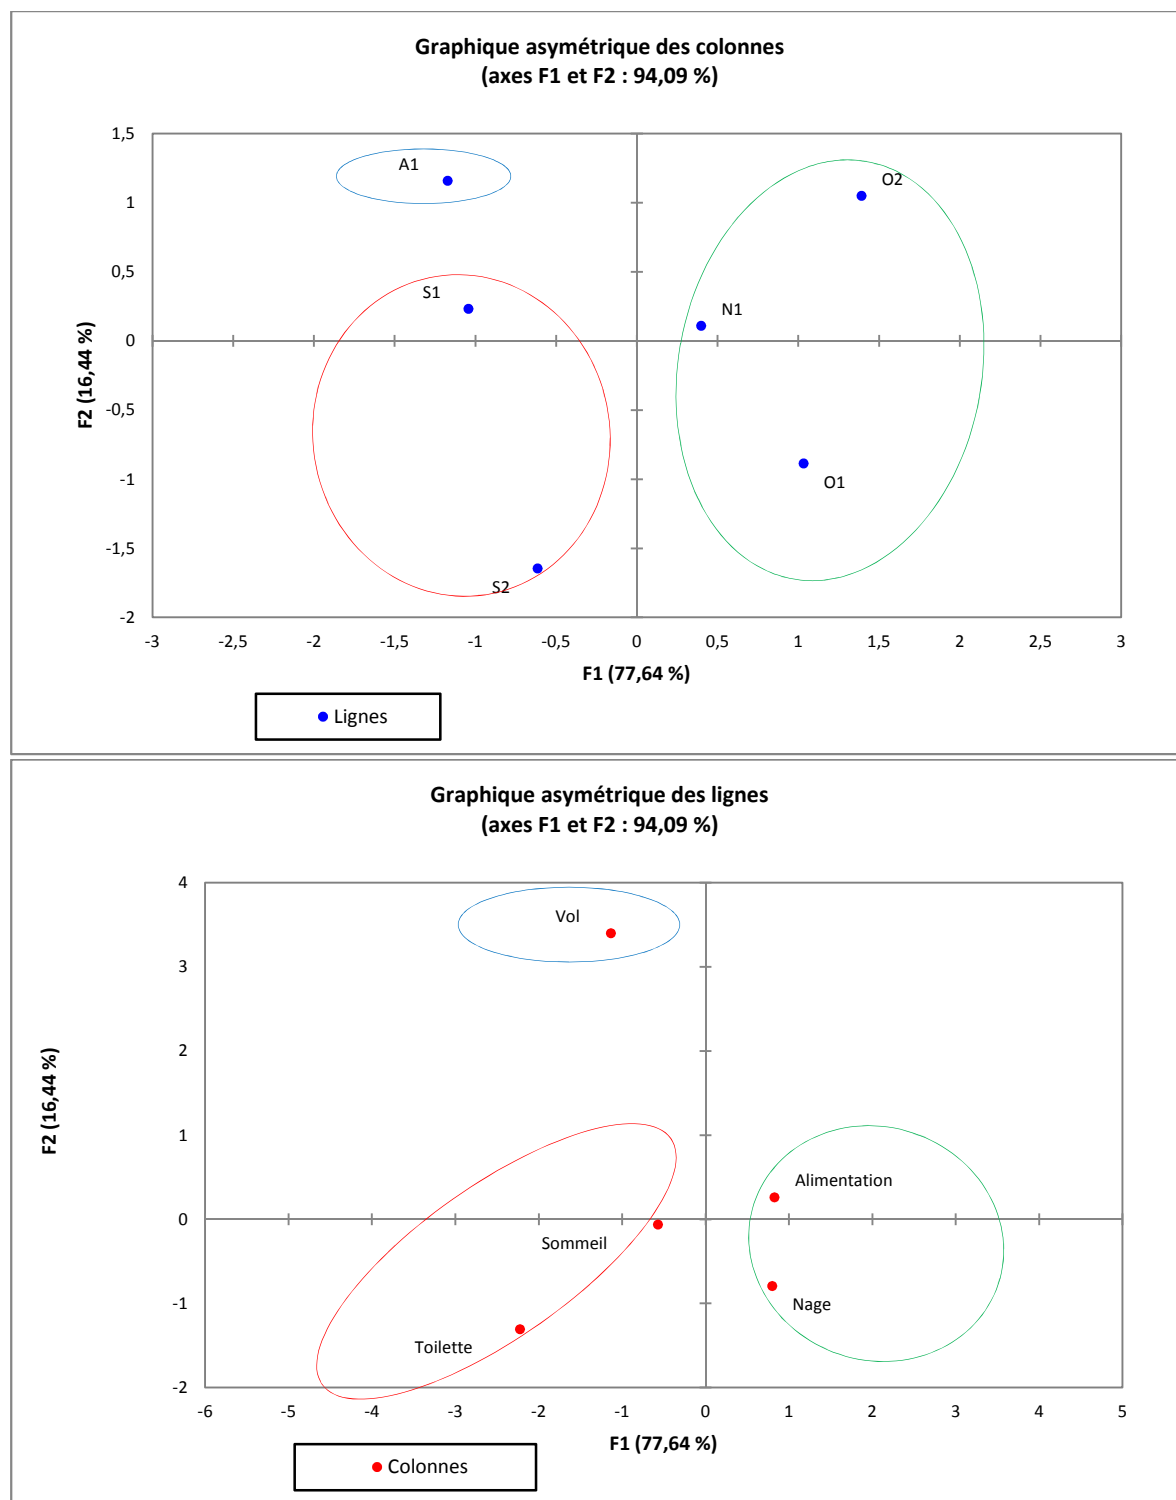 Graphique asymétrique des colonnes
(axes F1 et F2 : 94,09 %)
1,5
1
0,5
0
-0,5
-1
-1,5
-2
F2 (16,44 %)
A1
O2
S1
N1
O1
S2
-3 -2,5 -2 -1,5 -1 -0,5 0 0,5 1 1,5 2 2,5 3
F1 (77,64 %)
Lignes
Graphique asymétrique des lignes
(axes F1 et F2 : 94,09 %)
4
3
2
1
0
-1
-2
F2 (16,44 %)
Vol
Alimentation
Sommeil
Nage
Toilette
-6 -5 -4 -3 -2 -1 0 1 2 3 4 5
F1 (77,64 %)
Colonnes